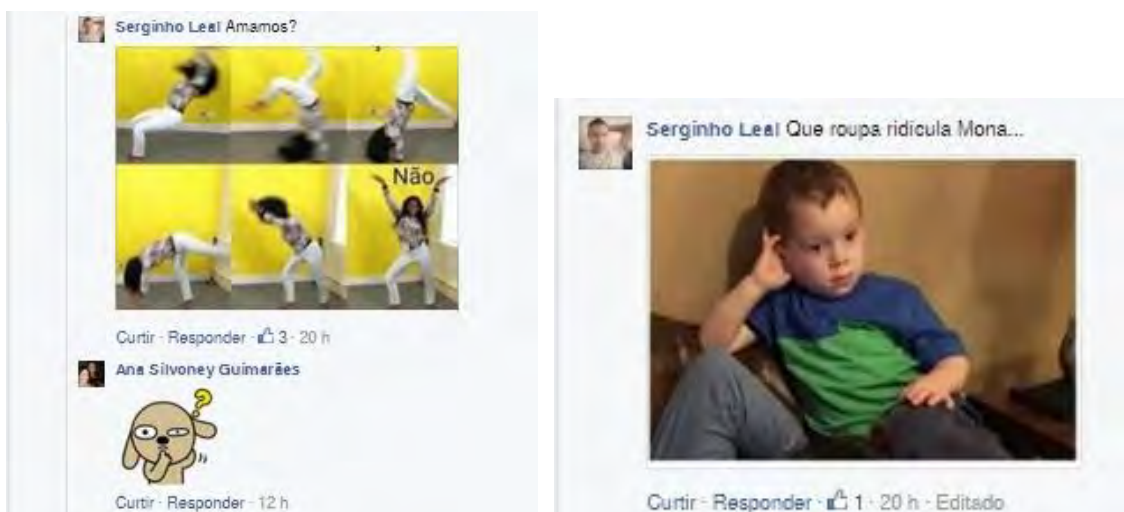 Serginho Leal Amamos?
Não
Curtir · Responder · 3 · 20 h
Ana Silvoney Guimarães
?
Curtir · Responder · 12 h
Serginho Leal Que roupa ridicula Mona...
Curtir · Responder · 1 · 20 h · Editado